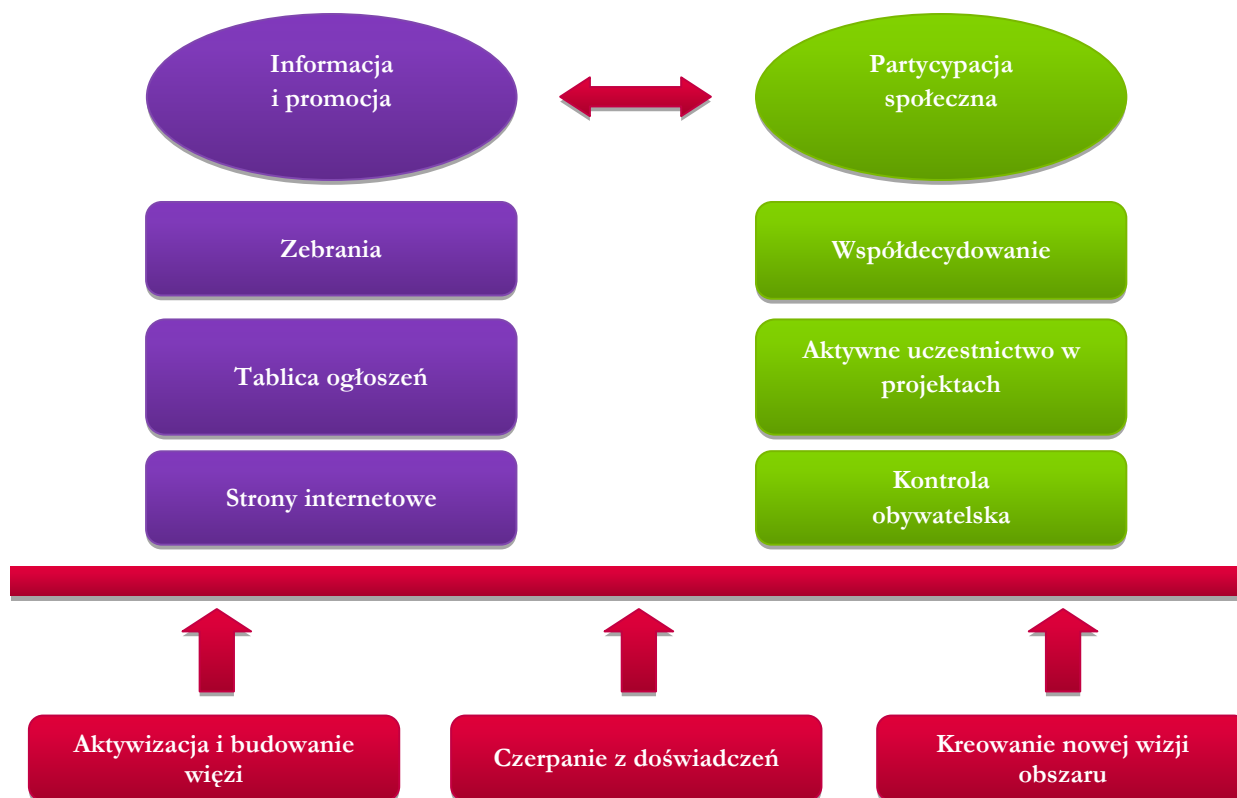 Informacja
i promocja
Partycypacja
społeczna
Zebrania
Współdecydowanie
Tablica ogłoszeń
Aktywne uczestnictwo w
projektach
Strony internetowe
Kontrola
obywatelska
Aktywizacja i budowanie
więzi
Czerpanie z doświadczeń
Kreowanie nowej wizji
obszaru